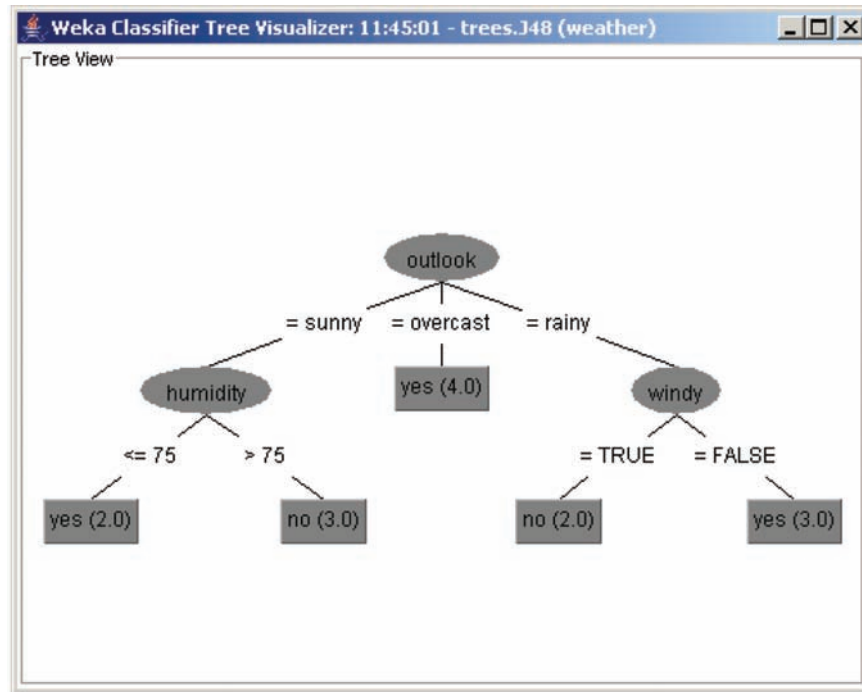 Weka Classifier Tree Visualizer: 11:45:01 - trees.J48 (weather)
Tree View
outlook
= sunny
= overcast
= rainy
humidity
yes (4.0)
windy
<= 75
> 75
= TRUE
= FALSE
yes (2.0)
no (3.0)
no (2.0)
yes (3.0)